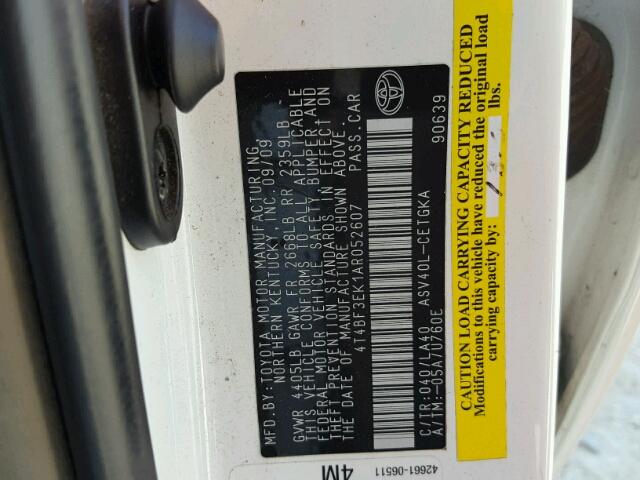 MFD.BY:TOYOTA MOTOR MANUFACTURING
NORTHERN KENTUCKY, INC. 09/09
GVWR 4405LB GAWR FR 2668LB RR 2359LB
THIS VEHICLE CONFORMS TO ALL APPLICABLE
FEDERAL MOTOR VEHICLE SAFETY, BUMPER AND
THEFT PREVENTION STANDARDS IN EFFECT ON
THE DATE OF MANUFACTURE SHOWN ABOVE.
4T4BF3EK1AR052607 PASS.CAR
C/TR:040/LA40 ASV40L-CETGKA
A/TM:-05A/U760E 90639
CAUTION LOAD CARRYING CAPACITY REDUCED
Modifications to this vehicle have reduced the original load
carrying capacity by: lbs.
42661-06511
4M